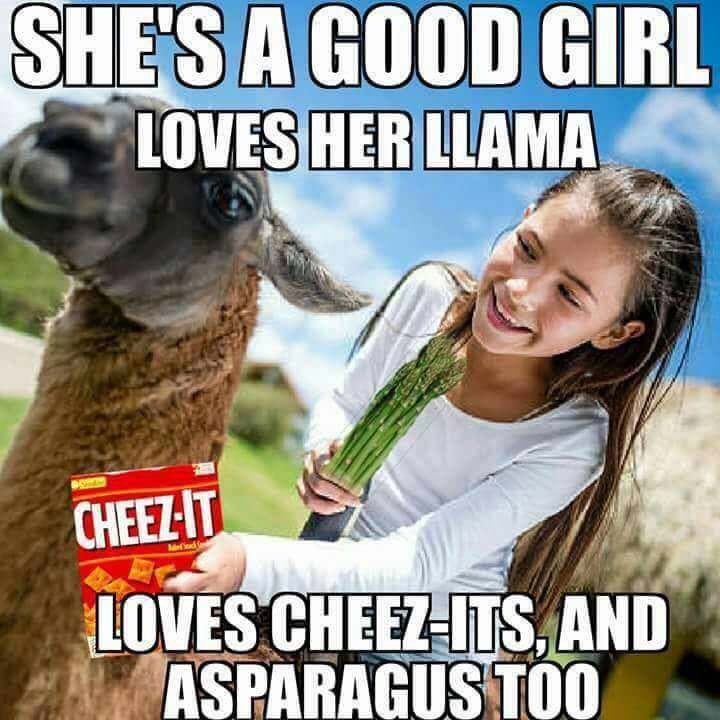 SHE'S A GOOD GIRL
LOVES HER LLAMA
CHEEZ-IT
LOVES CHEEZ-ITS, AND
ASPARAGUS TOO